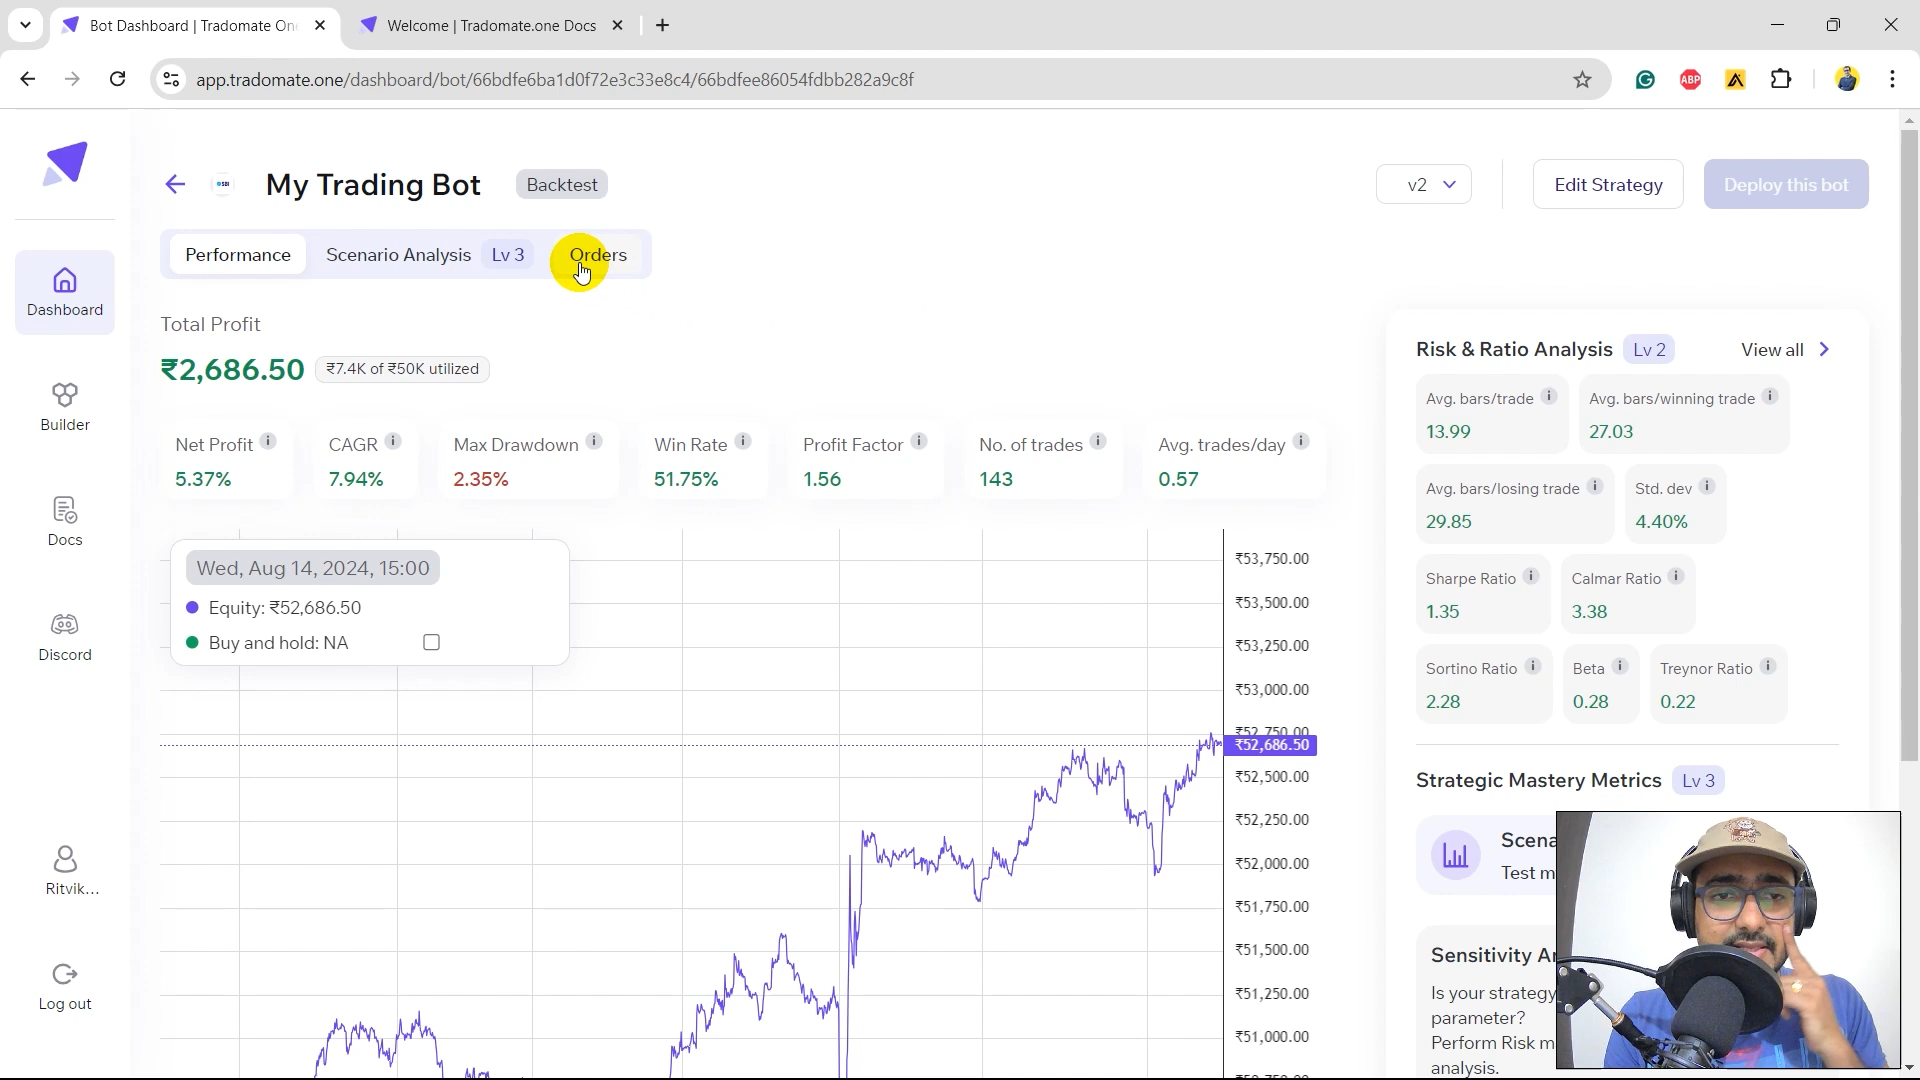 Bot Dashboard | Tradomate On
Welcome | Tradomate.one Docs
app.tradomate.one/dashboard/bot/66bdfe6ba1d0f72e3c33e8c4/66bdfee86054fdbb282a9c8f
ABP
SBI
My Trading Bot
Backtest
v2
Edit Strategy
Deploy this bot
Performance
Scenario Analysis
Lv 3
Orders
Dashboard
Builder
Docs
Discord
Ritvik...
Log out
Total Profit
₹2,686.50
₹7.4K of ₹50K utilized
Net Profit
5.37%
CAGR
7.94%
Max Drawdown
2.35%
Win Rate
51.75%
Profit Factor
1.56
No. of trades
143
Avg. trades/day
0.57
Wed, Aug 14, 2024, 15:00
Equity: ₹52,686.50
Buy and hold: NA
₹53,750.00
₹53,500.00
₹53,250.00
₹53,000.00
₹52,750.00
₹52,686.50
₹52,500.00
₹52,250.00
₹52,000.00
₹51,750.00
₹51,500.00
₹51,250.00
₹51,000.00
Risk & Ratio Analysis
Lv 2
View all
Avg. bars/trade
13.99
Avg. bars/winning trade
27.03
Avg. bars/losing trade
29.85
Std. dev
4.40%
Sharpe Ratio
1.35
Calmar Ratio
3.38
Sortino Ratio
2.28
Beta
0.28
Treynor Ratio
0.22
Strategic Mastery Metrics
Lv 3
Scena
Test m
Sensitivity A
Is your strategy
parameter?
Perform Risk m
analysis.